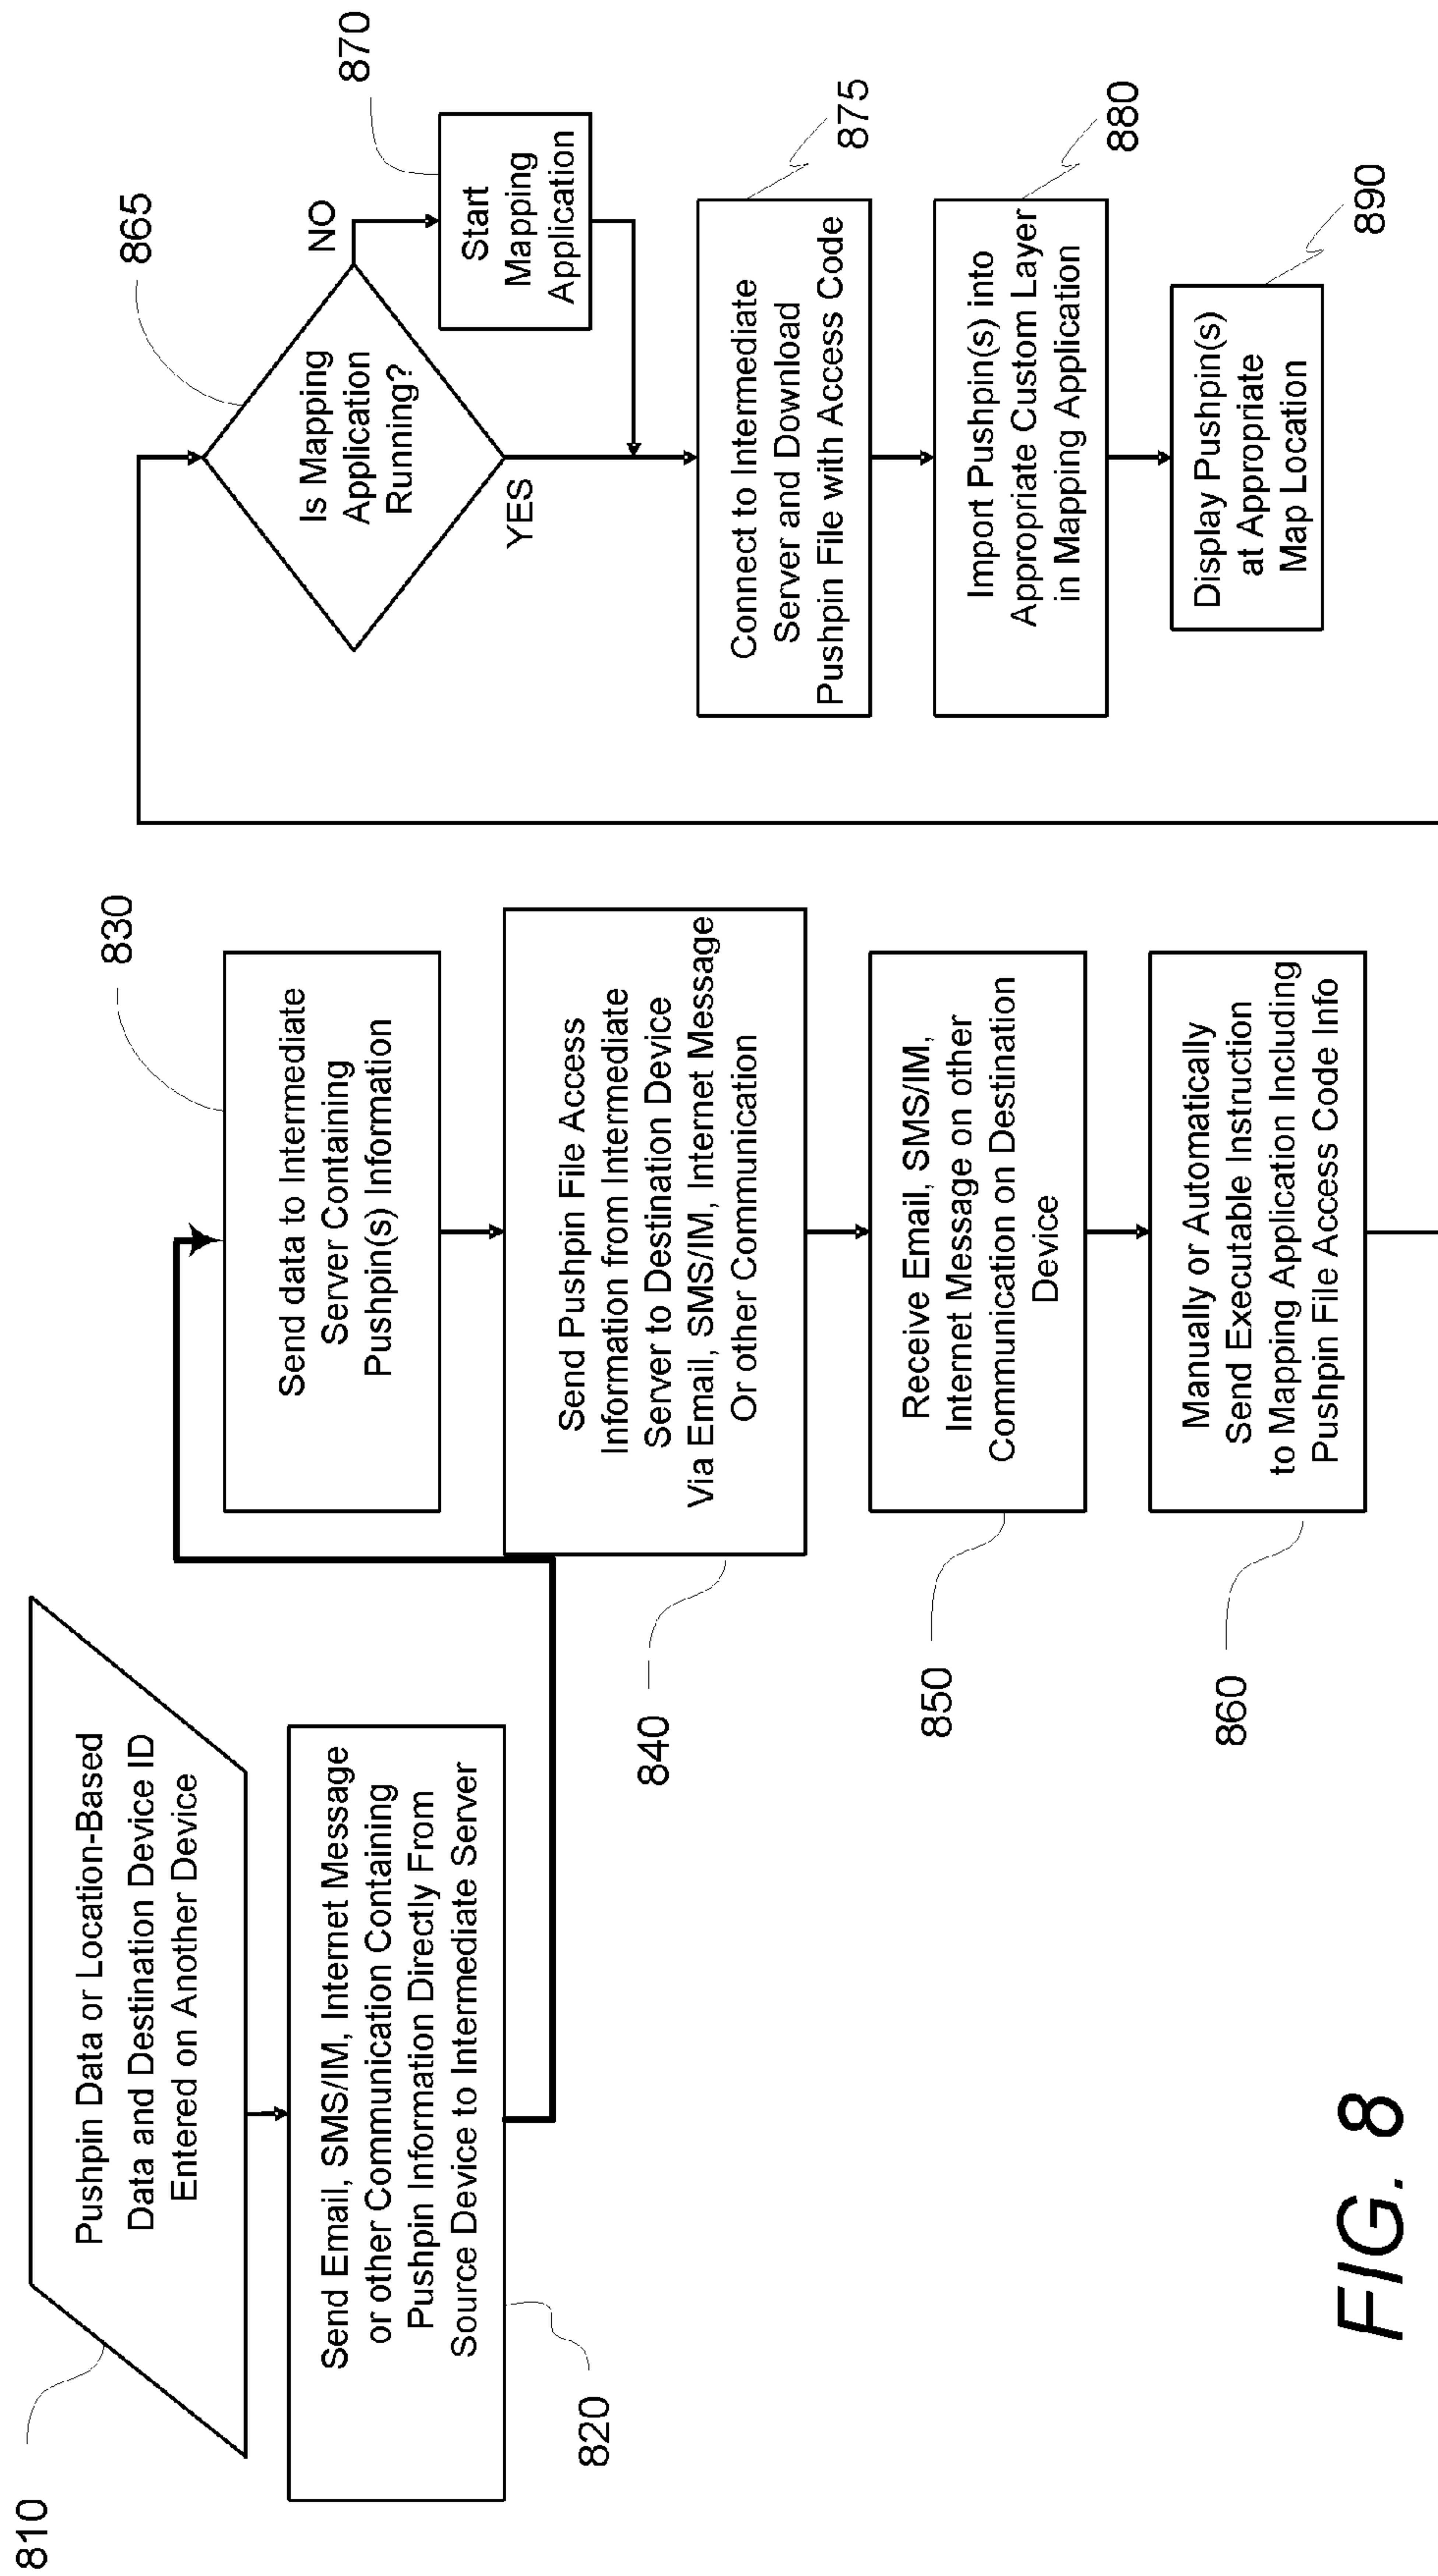 810
Pushpin Data or Location-Based
Data and Destination Device ID
Entered on Another Device
Send Email, SMS/IM, Internet Message
or other Communication Containing
Pushpin Information Directly From
Source Device to Intermediate Server
820
830
Send data to Intermediate
Server Containing
Pushpin(s) Information
Send Pushpin File Access
Information from Intermediate
Server to Destination Device
Via Email, SMS/IM, Internet Message
Or other Communication
840
Receive Email, SMS/IM,
Internet Message on other
Communication on Destination
Device
850
Manually or Automatically
Send Executable Instruction
to Mapping Application Including
Pushpin File Access Code Info
860
865
Is Mapping
Application
Running?
NO
YES
870
Start
Mapping
Application
Connect to Intermediate
Server and Download
Pushpin File with Access Code
875
Import Pushpin(s) into
Appropriate Custom Layer
in Mapping Application
880
Display Pushpin(s)
at Appropriate
Map Location
890
FIG. 8